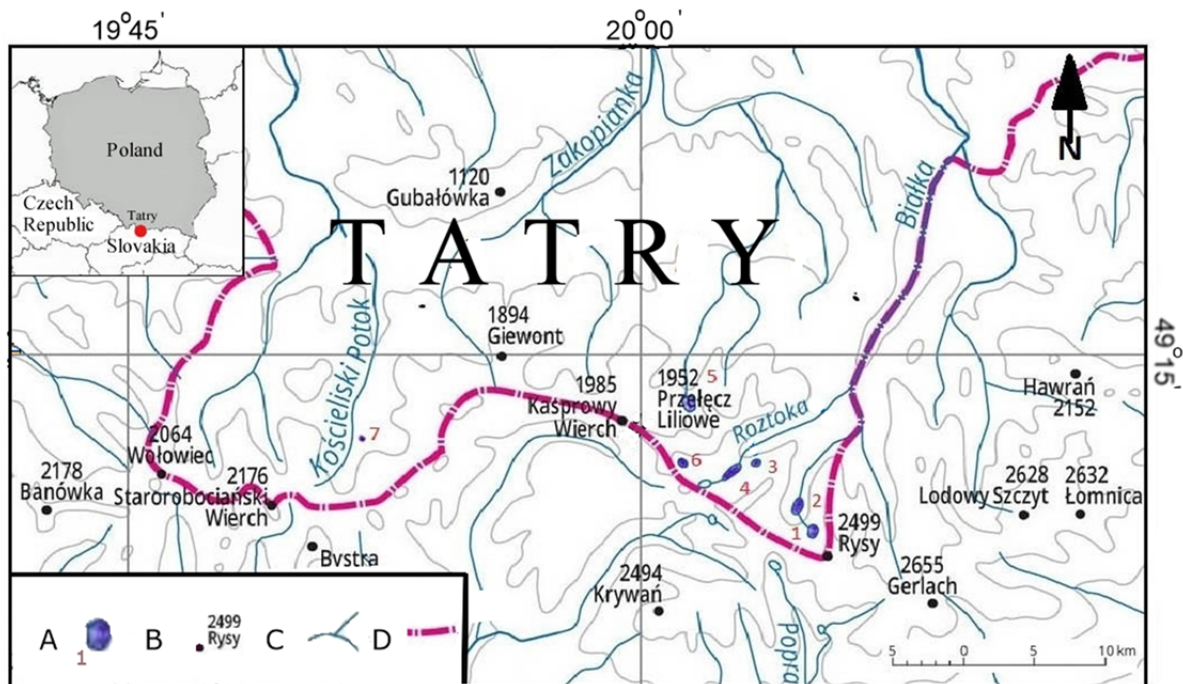 19°45'
20°00'
Poland
Czech
Republic
Tatry
Slovakia
Zakopianka
N
1120
Gubałówka
Białka
TATRY
Kościeliski Potok
1894
Giewont
49°15'
1985
Kasprowy
Wierch
1952
Przełęcz
Liliowe
5
Hawrań
2152
Roztoka
7
2064
Wołowiec
6
3
4
2178
Banówka
2176
Starorobociański
Wierch
2628
Lodowy Szczyt
2632
Łomnica
2
1
2499
Rysy
Bystra
2494
Krywań
2655
Gerlach
Popra
A
1
B
2499
Rysy
C
D
5 0 5 10 km